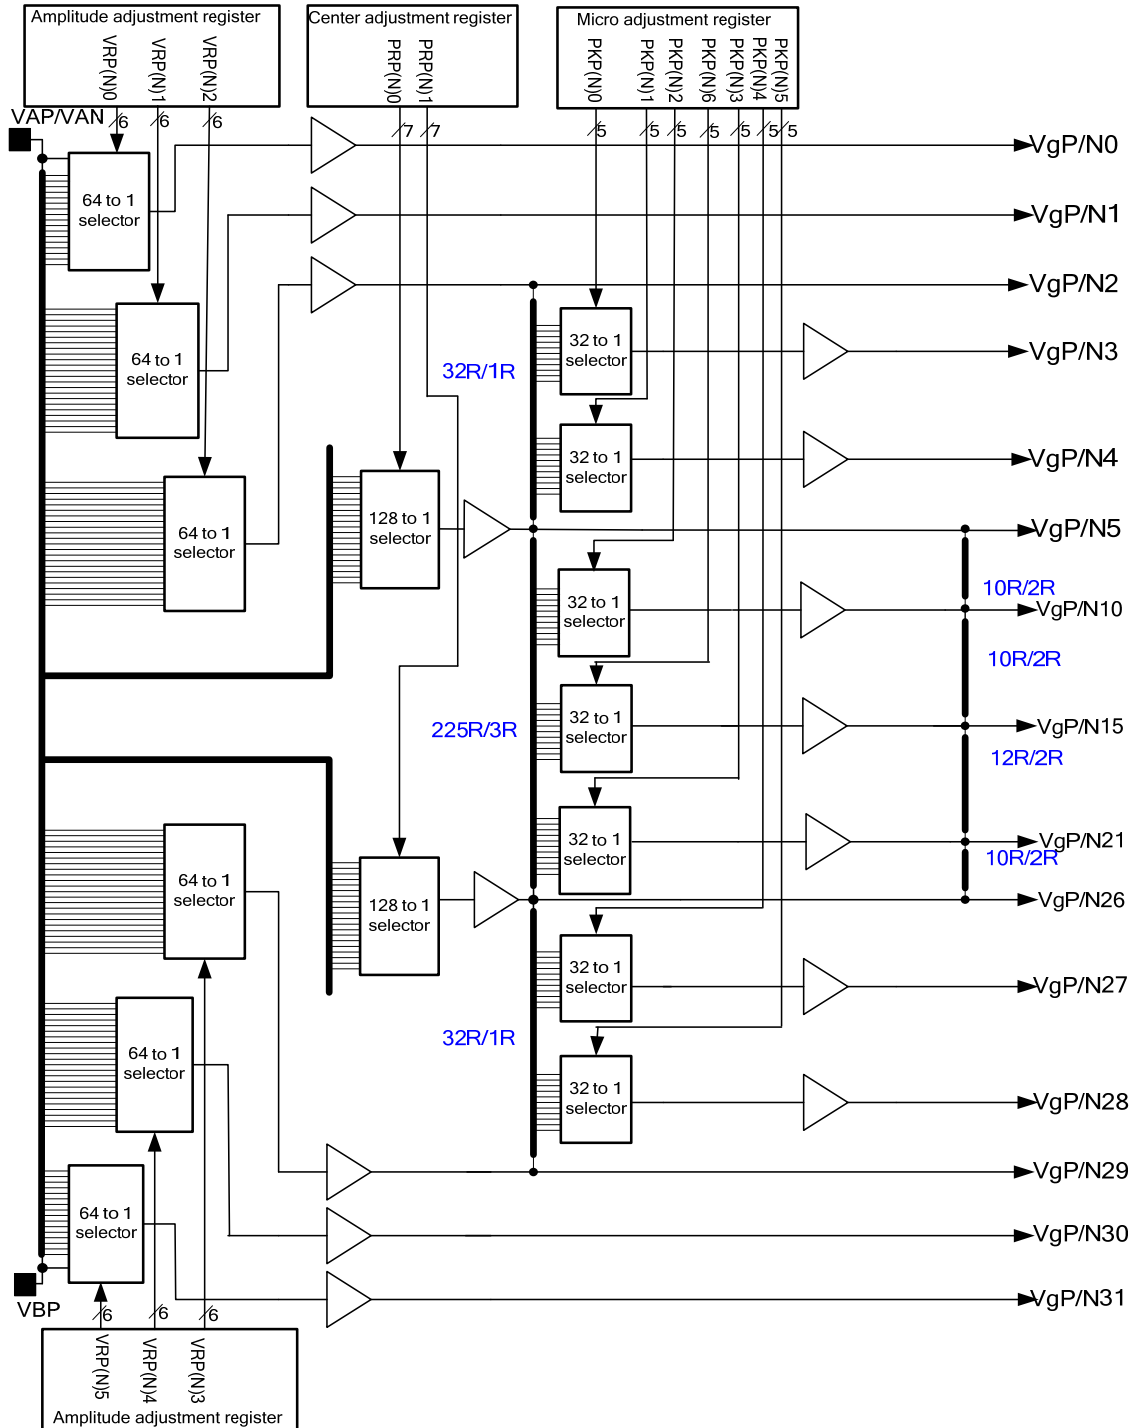 Amplitude adjustment register
VRP(N)0
VRP(N)1
VRP(N)2
6
6
6
Center adjustment register
PRP(N)0
PRP(N)1
7
7
Micro adjustment register
PKP(N)0
PKP(N)1
PKP(N)2
PKP(N)6
PKP(N)3
PKP(N)4
PKP(N)5
5
5
5
5
5
5
5
VAP/VAN
64 to 1
selector
64 to 1
selector
64 to 1
selector
128 to 1
selector
32R/1R
32 to 1
selector
32 to 1
selector
32 to 1
selector
225R/3R
32 to 1
selector
32 to 1
selector
64 to 1
selector
128 to 1
selector
32 to 1
selector
64 to 1
selector
32R/1R
32 to 1
selector
64 to 1
selector
VgP/N0
VgP/N1
VgP/N2
VgP/N3
VgP/N4
VgP/N5
10R/2R
VgP/N10
10R/2R
VgP/N15
12R/2R
VgP/N21
10R/2R
VgP/N26
VgP/N27
VgP/N28
VgP/N29
VgP/N30
VgP/N31
VBP
6
6
6
VRP(N)5
VRP(N)4
VRP(N)3
Amplitude adjustment register